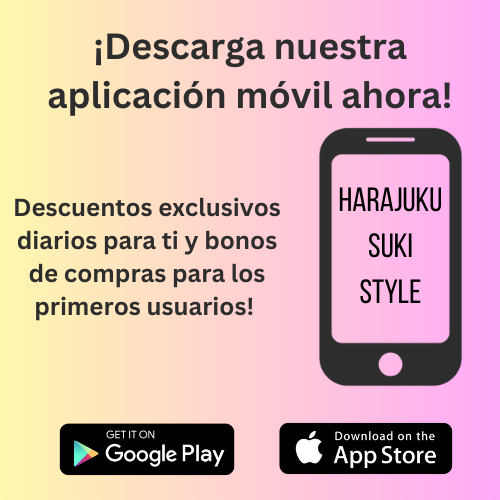 ¡Descarga nuestra
aplicación móvil ahora!
Descuentos exclusivos
diarios para ti y bonos
de compras para los
primeros usuarios!
HARAJUKU
SUKI
STYLE
GET IT ON
Google Play
Download on the
App Store